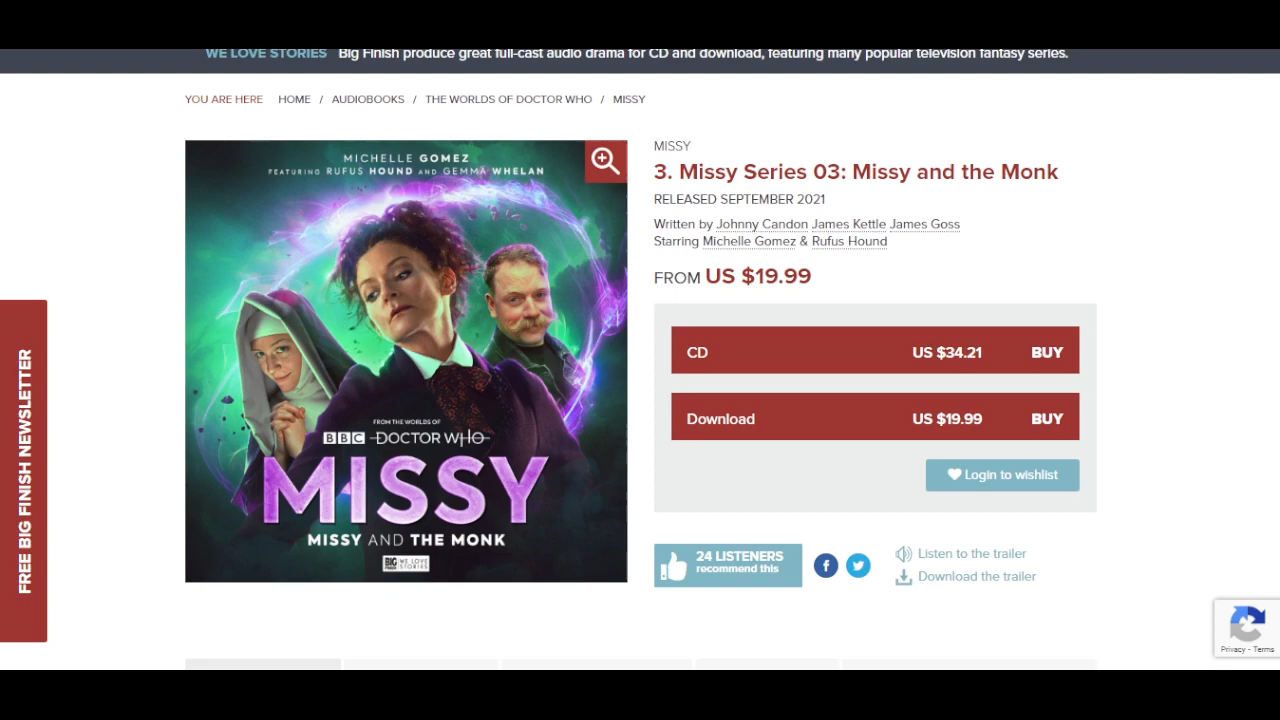 WE LOVE STORIES Big Finish produce great full-cast audio drama for CD and download, featuring many popular television fantasy series.
YOU ARE HERE HOME / AUDIOBOOKS / THE WORLDS OF DOCTOR WHO / MISSY
MICHELLE GOMEZ
FEATURING RUFUS HOUND AND GEMMA WHELAN
FROM THE WORLDS OF
BBC DOCTOR WHO
MISSY
MISSY AND THE MONK
BIG FINISH WE LOVE STORIES
MISSY
3. Missy Series 03: Missy and the Monk
RELEASED SEPTEMBER 2021
Written by Johnny Candon James Kettle James Goss
Starring Michelle Gomez & Rufus Hound
FROM US $19.99
CD US $34.21 BUY
Download US $19.99 BUY
Login to wishlist
24 LISTENERS
recommend this
Listen to the trailer
Download the trailer
FREE BIG FINISH NEWSLETTER
Privacy - Terms